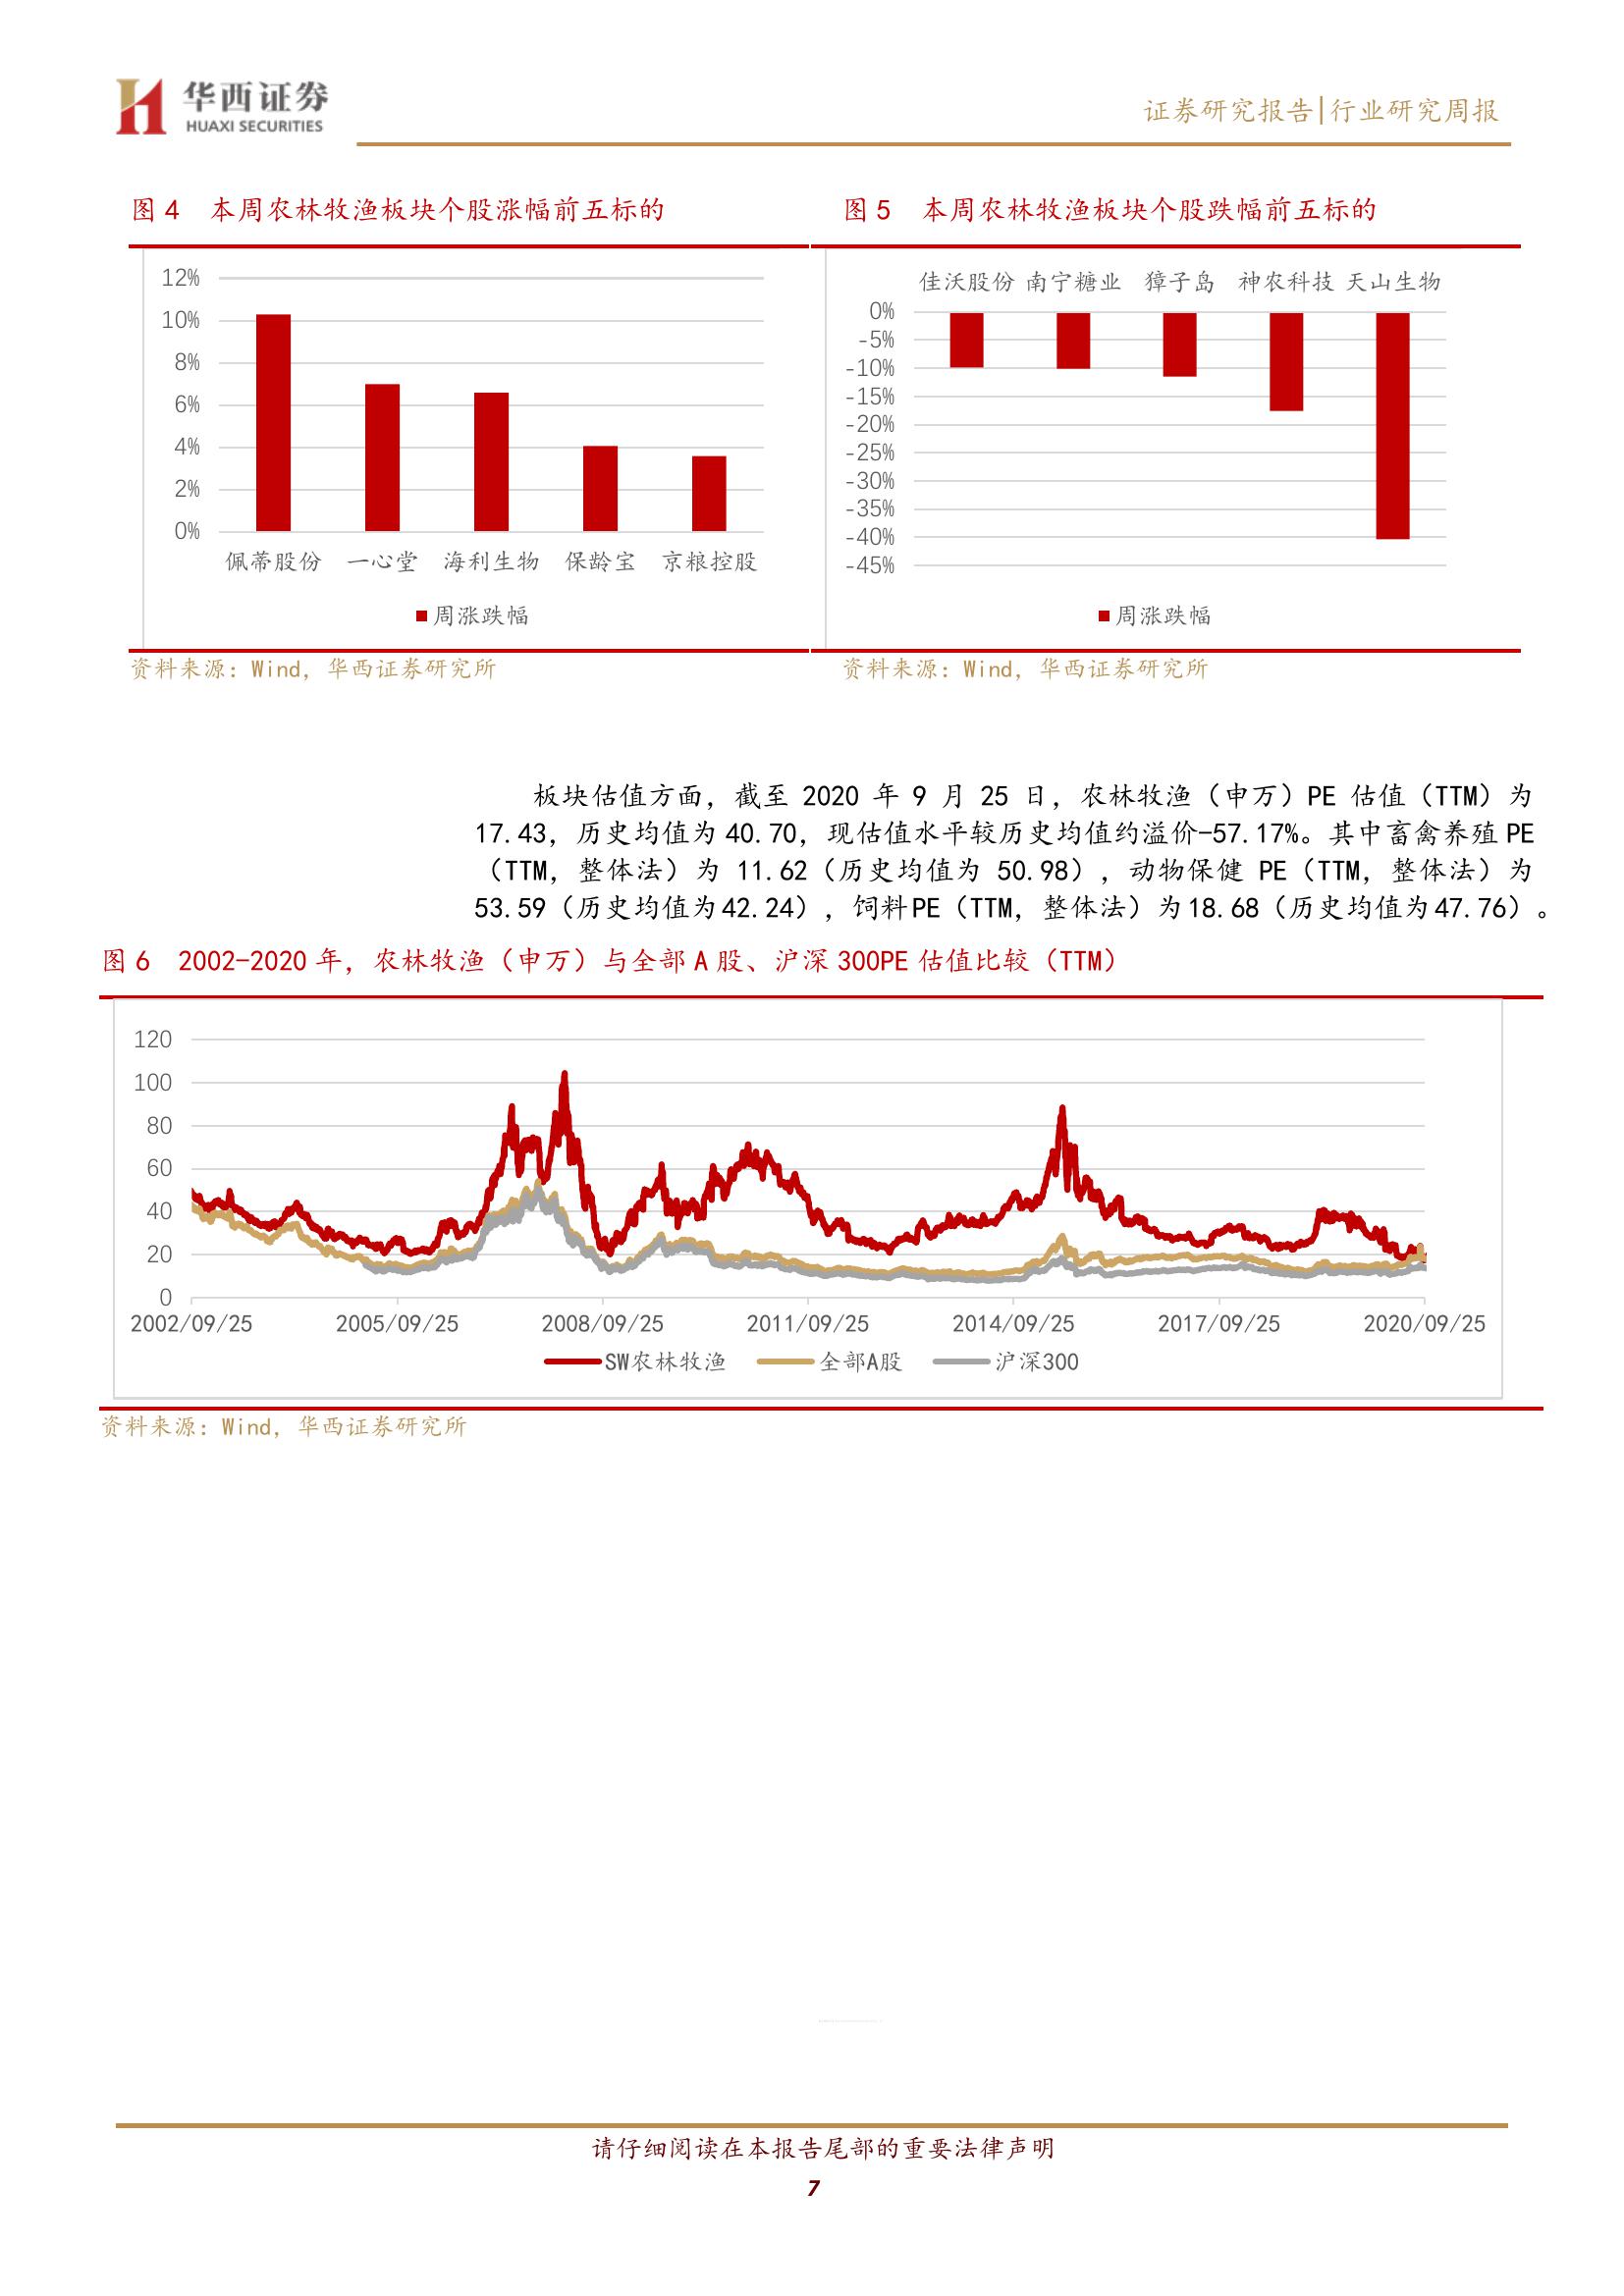 华西证券
HUAXI SECURITIES
证券研究报告|行业研究周报
图 4 本周农林牧渔板块个股涨幅前五标的
12%
10%
8%
6%
4%
2%
0%
佩蒂股份 一心堂 海利生物 保龄宝 京粮控股
周涨跌幅
资料来源：Wind，华西证券研究所
图 5 本周农林牧渔板块个股跌幅前五标的
佳沃股份 南宁糖业 獐子岛 神农科技 天山生物
0%
-5%
-10%
-15%
-20%
-25%
-30%
-35%
-40%
-45%
周涨跌幅
资料来源：Wind，华西证券研究所
板块估值方面，截至 2020 年 9 月 25 日，农林牧渔（申万）PE 估值（TTM）为
17.43，历史均值为 40.70，现估值水平较历史均值约溢价-57.17%。其中畜禽养殖 PE
（TTM，整体法）为 11.62（历史均值为 50.98），动物保健 PE（TTM，整体法）为
53.59（历史均值为 42.24），饲料 PE（TTM，整体法）为 18.68（历史均值为 47.76）。
图 6 2002-2020 年，农林牧渔（申万）与全部 A 股、沪深 300PE 估值比较（TTM）
120
100
80
60
40
20
0
2002/09/25 2005/09/25 2008/09/25 2011/09/25 2014/09/25 2017/09/25 2020/09/25
SW农林牧渔 全部A股 沪深300
资料来源：Wind，华西证券研究所
请仔细阅读在本报告尾部的重要法律声明
7